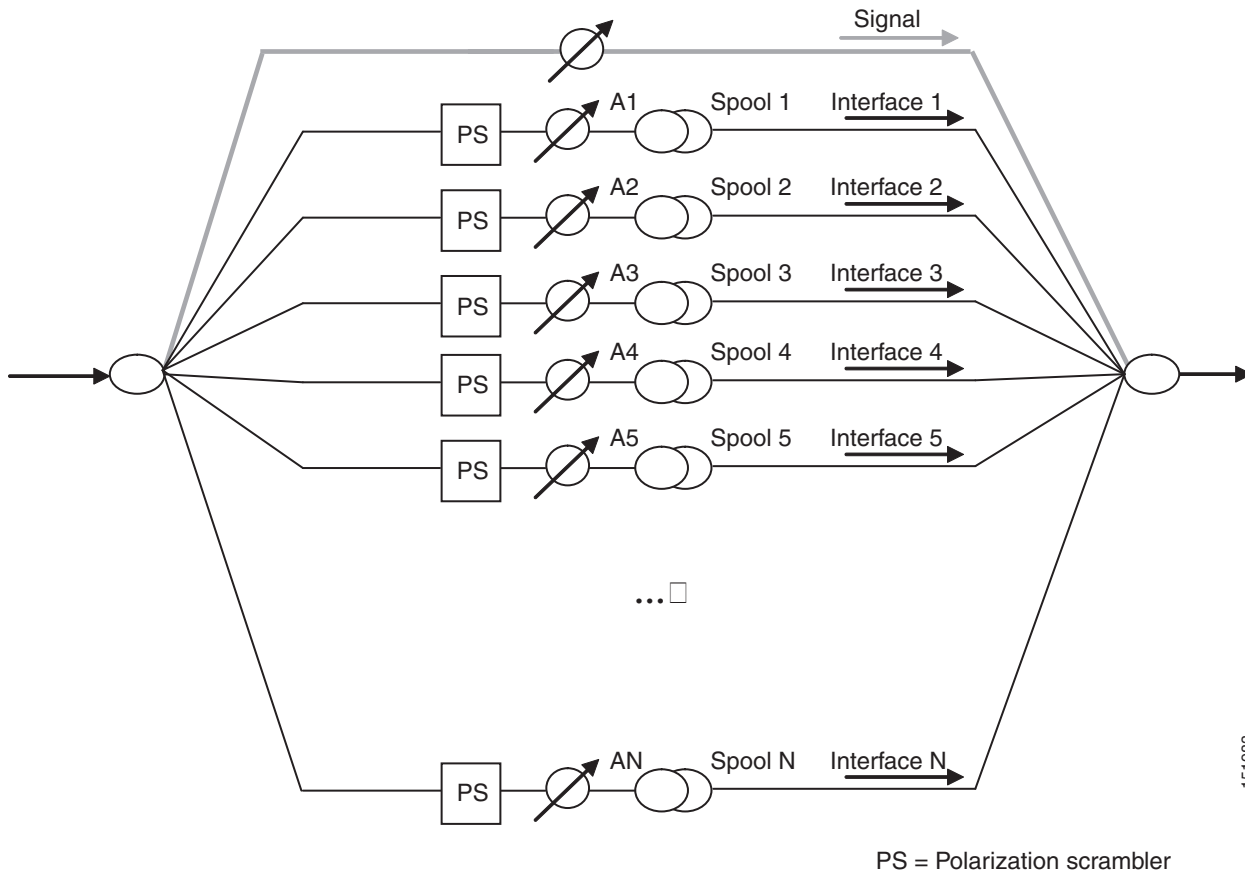 Signal
PS A1 Spool 1 Interface 1
PS A2 Spool 2 Interface 2
PS A3 Spool 3 Interface 3
PS A4 Spool 4 Interface 4
PS A5 Spool 5 Interface 5
...
PS AN Spool N Interface N
PS = Polarization scrambler